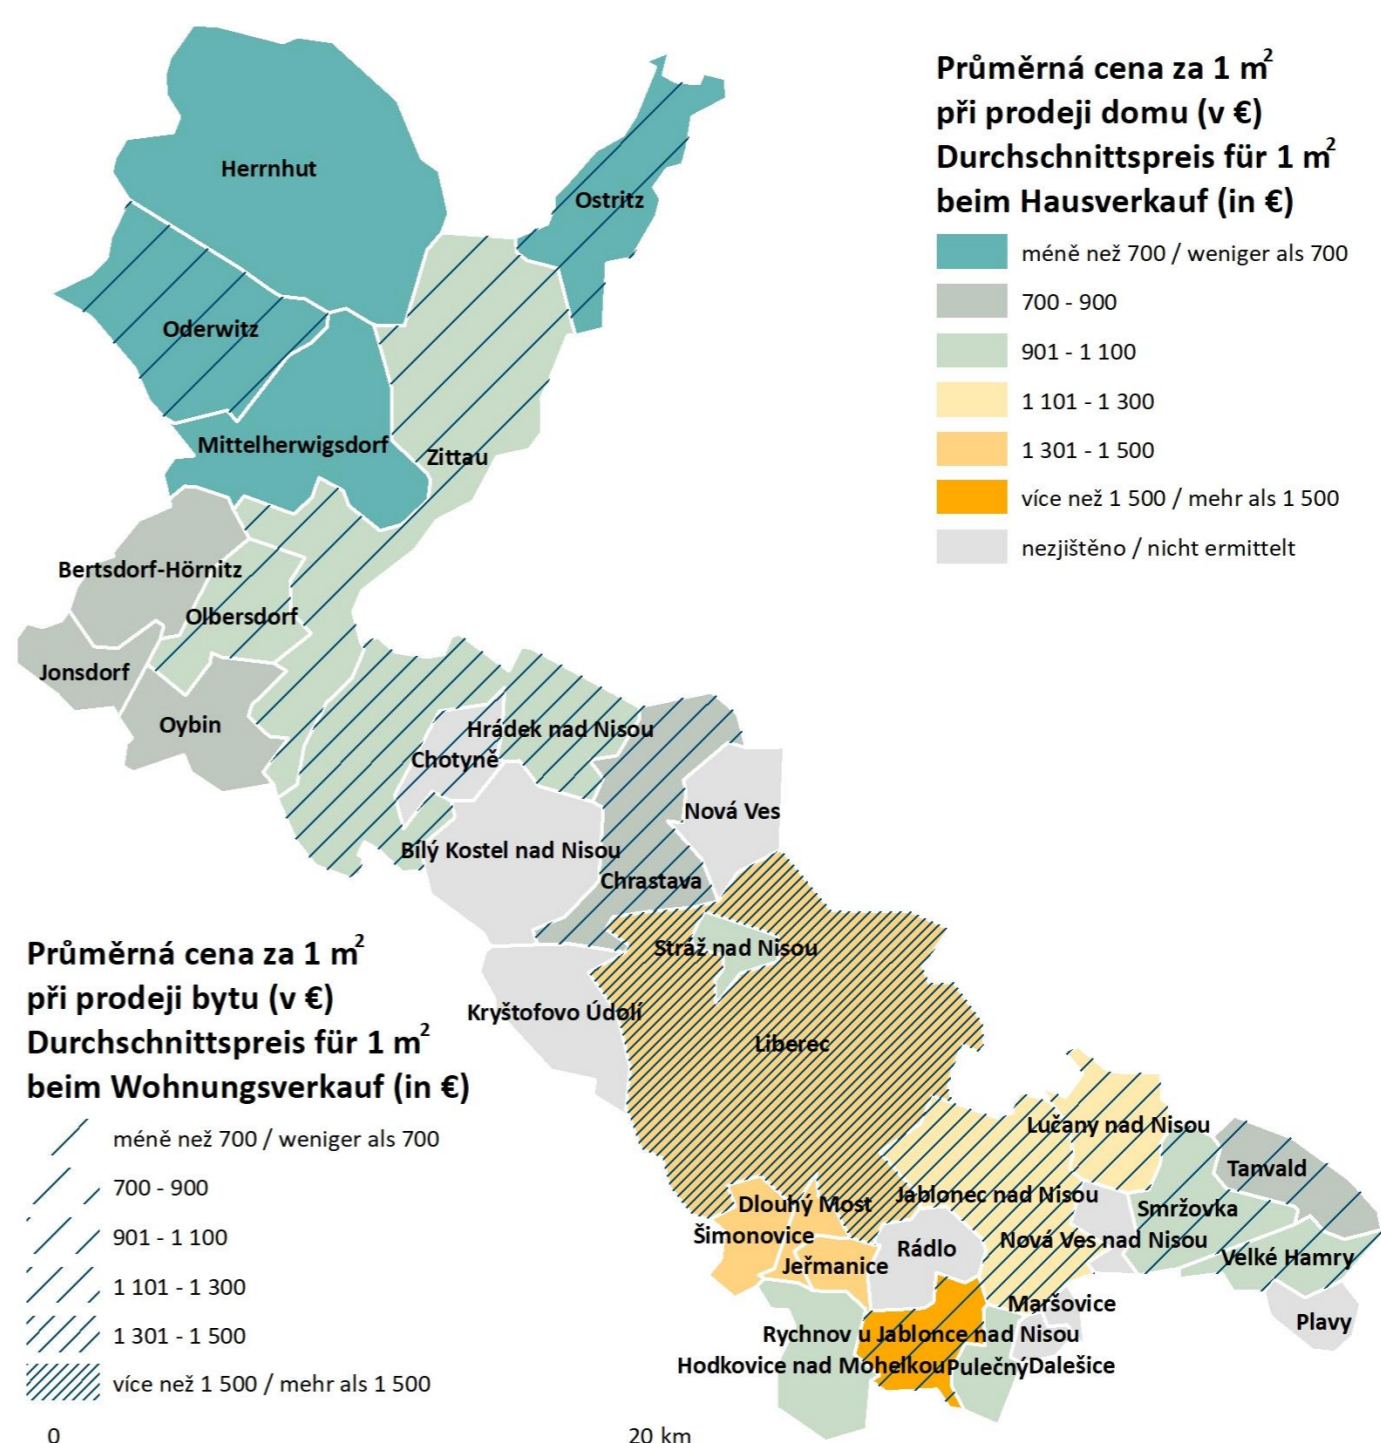 Průměrná cena za 1 m²
při prodeji domu (v €)
Durchschnittspreis für 1 m²
beim Hausverkauf (in €)
méně než 700 / weniger als 700
700 - 900
901 - 1 100
1 101 - 1 300
1 301 - 1 500
více než 1 500 / mehr als 1 500
nezjištěno / nicht ermittelt
Herrnhut
Ostritz
Oderwitz
Mittelherwigsdorf
Zittau
Bertsdorf-Hörnitz
Olbersdorf
Jonsdorf
Oybin
Hrádek nad Nisou
Chotyně
Nová Ves
Bílý Kostel nad Nisou
Chrastava
Stráž nad Nisou
Kryštofovo Údolí
Liberec
Lučany nad Nisou
Tanvald
Jablonec nad Nisou
Dlouhý Most
Smržovka
Šimonovice
Nová Ves nad Nisou
Rádlo
Velké Hamry
Jeřmanice
Maršovice
Plavy
Rychnov u Jablonce nad Nisou
Hodkovice nad Mohelkou
Pulečný
Dalešice
Průměrná cena za 1 m²
při prodeji bytu (v €)
Durchschnittspreis für 1 m²
beim Wohnungsverkauf (in €)
méně než 700 / weniger als 700
700 - 900
901 - 1 100
1 101 - 1 300
1 301 - 1 500
více než 1 500 / mehr als 1 500
0 20 km